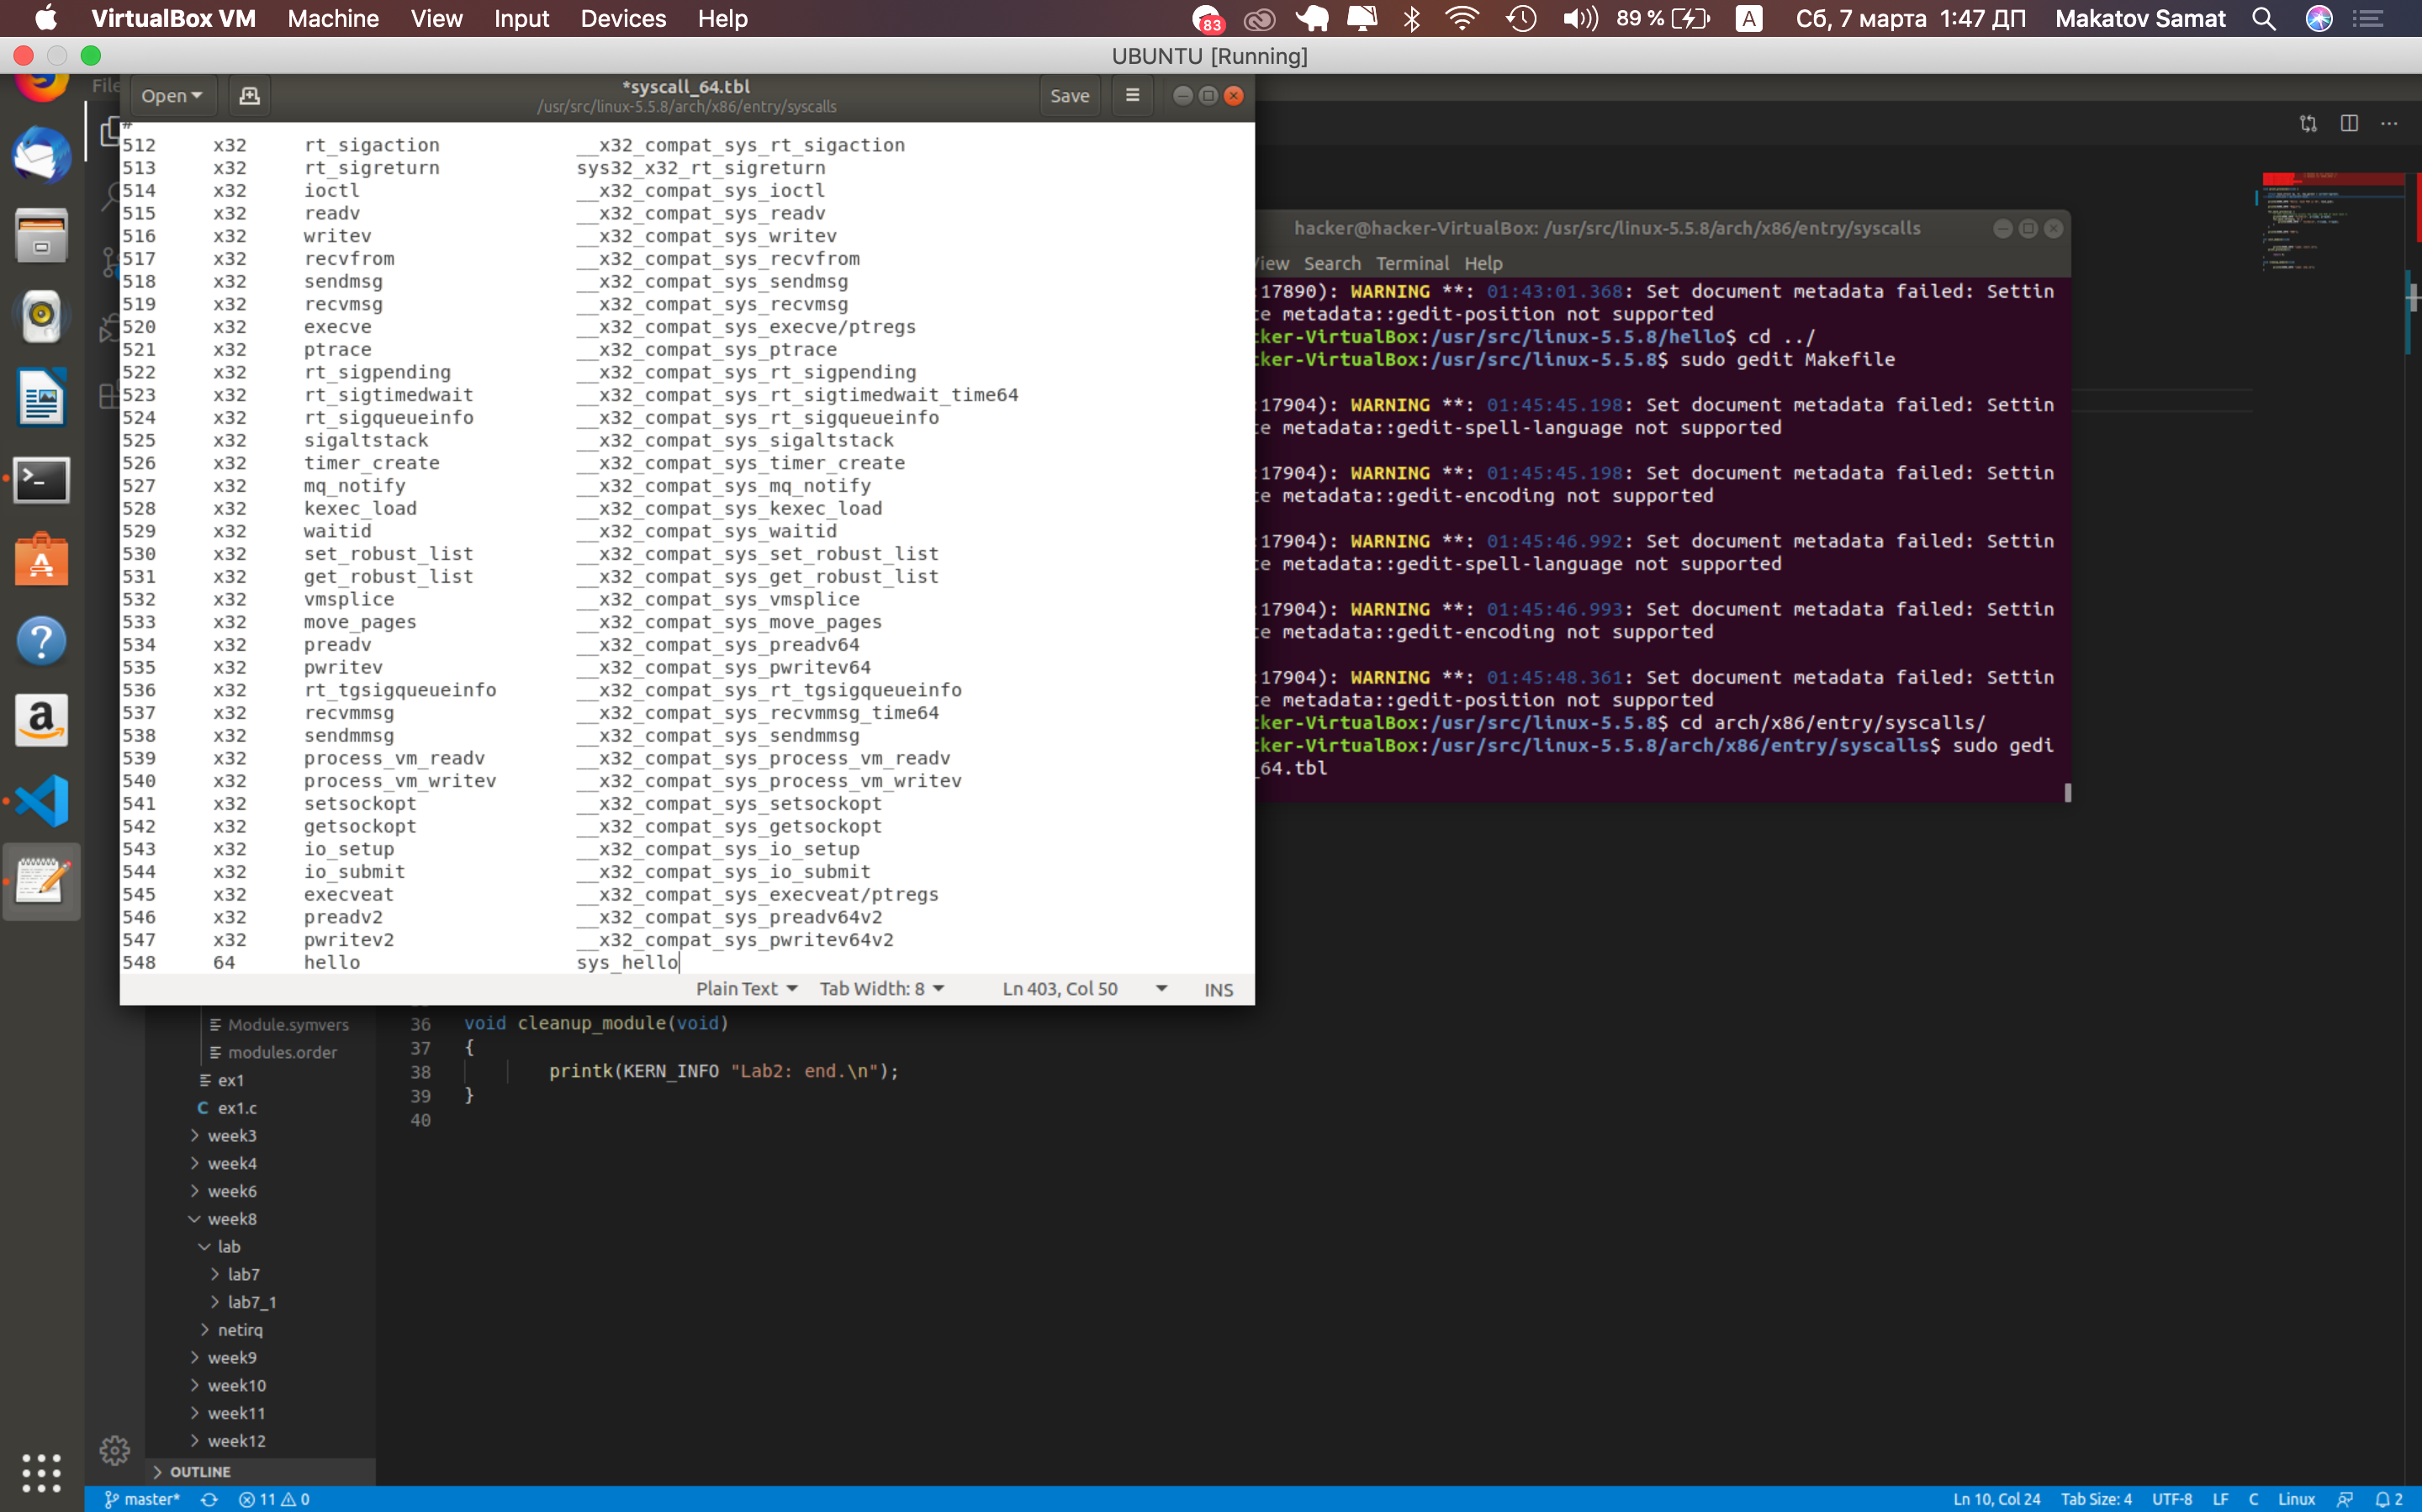 VirtualBox VM Machine View Input Devices Help 83 89 % A Сб, 7 марта 1:47 ДП Makatov Samat
UBUNTU [Running]
File
Open *syscall_64.tbl Save
/usr/src/linux-5.5.8/arch/x86/entry/syscalls
#
512 x32 rt_sigaction __x32_compat_sys_rt_sigaction
513 x32 rt_sigreturn sys32_x32_rt_sigreturn
514 x32 ioctl __x32_compat_sys_ioctl
515 x32 readv __x32_compat_sys_readv
516 x32 writev __x32_compat_sys_writev
517 x32 recvfrom __x32_compat_sys_recvfrom
518 x32 sendmsg __x32_compat_sys_sendmsg
519 x32 recvmsg __x32_compat_sys_recvmsg
520 x32 execve __x32_compat_sys_execve/ptregs
521 x32 ptrace __x32_compat_sys_ptrace
522 x32 rt_sigpending __x32_compat_sys_rt_sigpending
523 x32 rt_sigtimedwait __x32_compat_sys_rt_sigtimedwait_time64
524 x32 rt_sigqueueinfo __x32_compat_sys_rt_sigqueueinfo
525 x32 sigaltstack __x32_compat_sys_sigaltstack
526 x32 timer_create __x32_compat_sys_timer_create
527 x32 mq_notify __x32_compat_sys_mq_notify
528 x32 kexec_load __x32_compat_sys_kexec_load
529 x32 waitid __x32_compat_sys_waitid
530 x32 set_robust_list __x32_compat_sys_set_robust_list
531 x32 get_robust_list __x32_compat_sys_get_robust_list
532 x32 vmsplice __x32_compat_sys_vmsplice
533 x32 move_pages __x32_compat_sys_move_pages
534 x32 preadv __x32_compat_sys_preadv64
535 x32 pwritev __x32_compat_sys_pwritev64
536 x32 rt_tgsigqueueinfo __x32_compat_sys_rt_tgsigqueueinfo
537 x32 recvmmsg __x32_compat_sys_recvmmsg_time64
538 x32 sendmmsg __x32_compat_sys_sendmmsg
539 x32 process_vm_readv __x32_compat_sys_process_vm_readv
540 x32 process_vm_writev __x32_compat_sys_process_vm_writev
541 x32 setsockopt __x32_compat_sys_setsockopt
542 x32 getsockopt __x32_compat_sys_getsockopt
543 x32 io_setup __x32_compat_sys_io_setup
544 x32 io_submit __x32_compat_sys_io_submit
545 x32 execveat __x32_compat_sys_execveat/ptregs
546 x32 preadv2 __x32_compat_sys_preadv64v2
547 x32 pwritev2 __x32_compat_sys_pwritev64v2
548 64 hello sys_hello
Plain Text Tab Width: 8 Ln 403, Col 50 INS
hacker@hacker-VirtualBox: /usr/src/linux-5.5.8/arch/x86/entry/syscalls
View Search Terminal Help
:17890): WARNING **: 01:43:01.368: Set document metadata failed: Settin
te metadata::gedit-position not supported
ker-VirtualBox:/usr/src/linux-5.5.8/hello$ cd ../
ker-VirtualBox:/usr/src/linux-5.5.8$ sudo gedit Makefile
:17904): WARNING **: 01:45:45.198: Set document metadata failed: Settin
te metadata::gedit-spell-language not supported
:17904): WARNING **: 01:45:45.198: Set document metadata failed: Settin
te metadata::gedit-encoding not supported
:17904): WARNING **: 01:45:46.992: Set document metadata failed: Settin
te metadata::gedit-spell-language not supported
:17904): WARNING **: 01:45:46.993: Set document metadata failed: Settin
te metadata::gedit-encoding not supported
:17904): WARNING **: 01:45:48.361: Set document metadata failed: Settin
te metadata::gedit-position not supported
ker-VirtualBox:/usr/src/linux-5.5.8$ cd arch/x86/entry/syscalls/
ker-VirtualBox:/usr/src/linux-5.5.8/arch/x86/entry/syscalls$ sudo gedi
_64.tbl
Module.symvers
modules.order
ex1
C ex1.c
week3
week4
week6
week8
lab
lab7
lab7_1
netirq
week9
week10
week11
week12
OUTLINE
36 void cleanup_module(void)
37 {
38 printk(KERN_INFO "Lab2: end.\n");
39 }
40
master* 11 0 Ln 10, Col 24 Tab Size: 4 UTF-8 LF C Linux 2